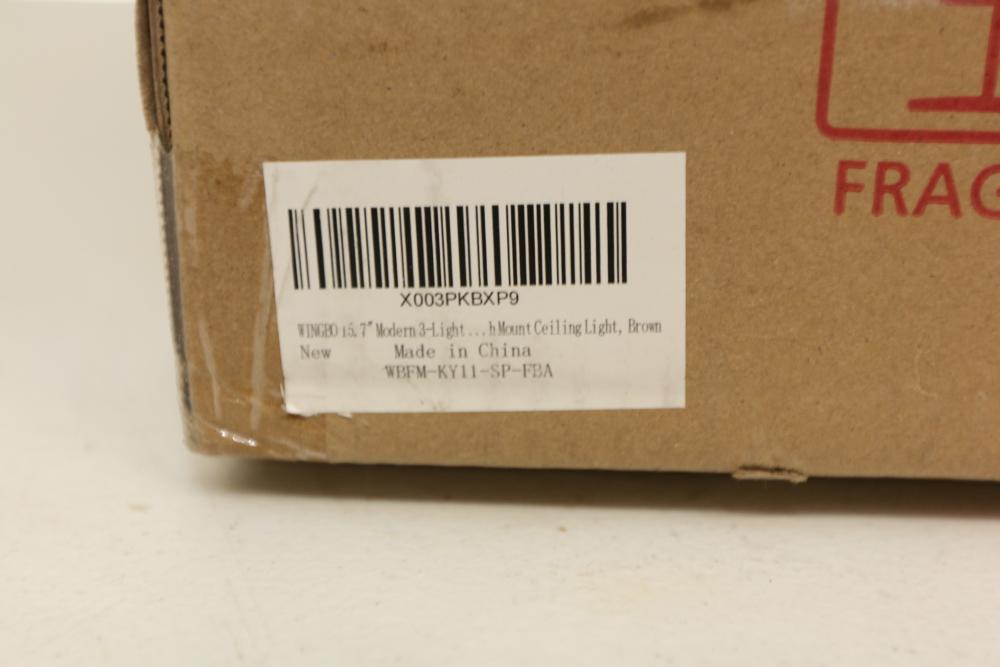 FRAG
X003PKBXP9
WINGBO 15.7" Modern 3-Light...h Mount Ceiling Light, Brown
New Made in China
WBFM-KY11-SP-FBA